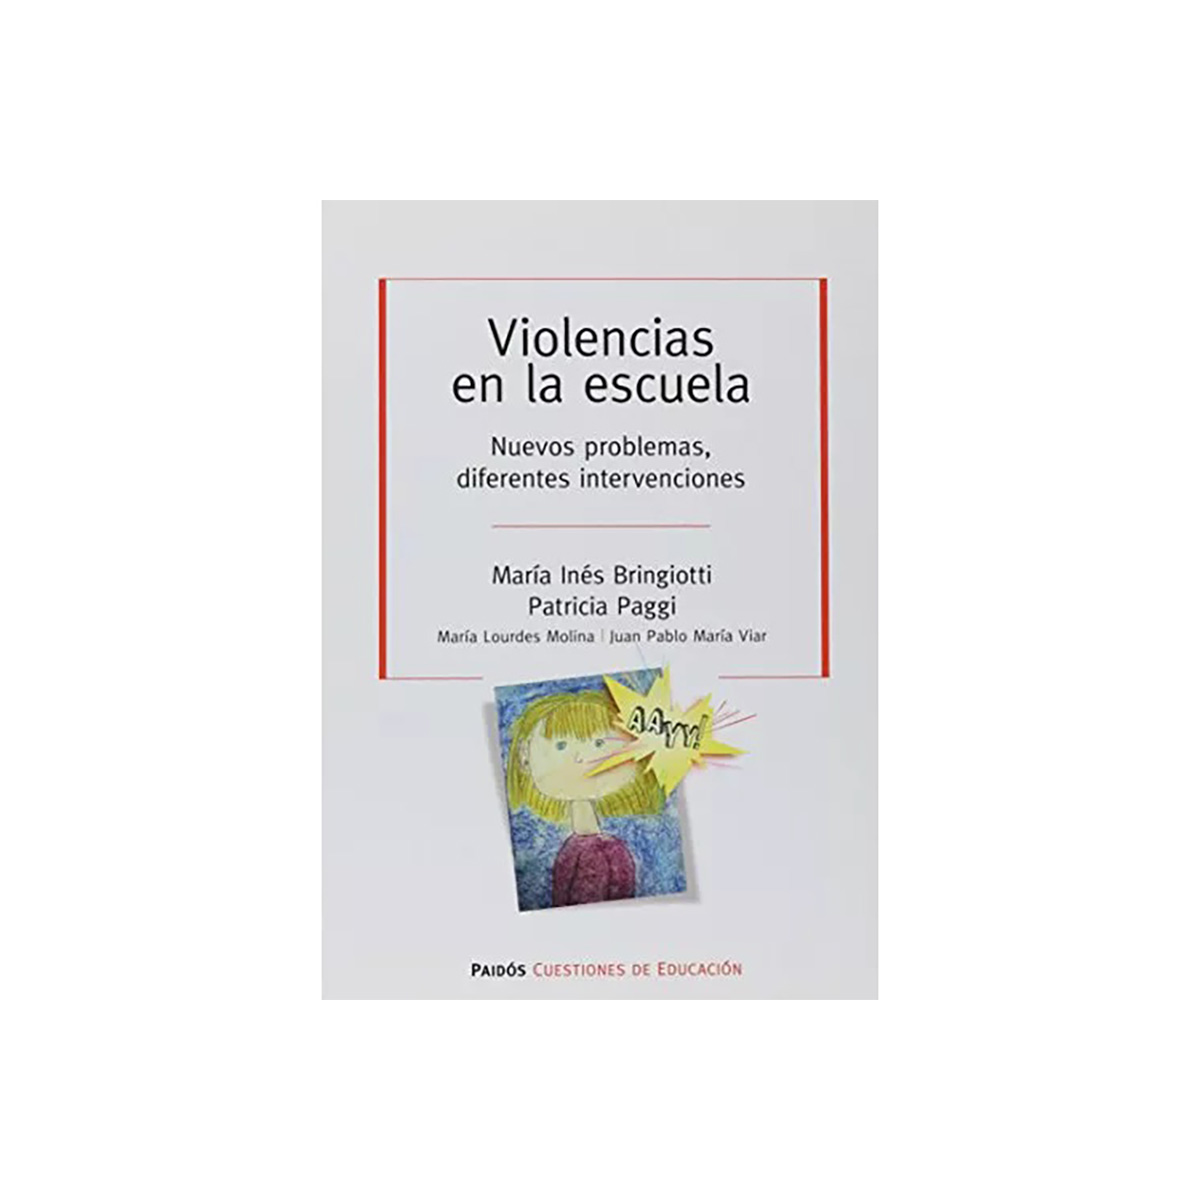 Violencias
en la escuela
Nuevos problemas,
diferentes intervenciones
María Inés Bringiotti
Patricia Paggi
María Lourdes Molina | Juan Pablo María Viar
AAYY!
PAIDÓS CUESTIONES DE EDUCACIÓN